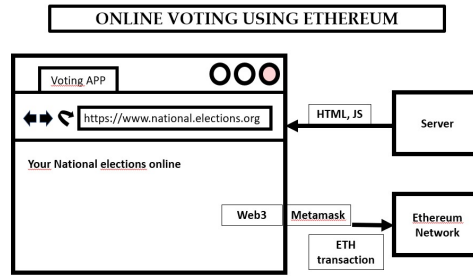 ONLINE VOTING USING ETHEREUM
Voting APP
https://www.national.elections.org
HTML, JS
Server
Your National elections online
Web3
Metamask
Ethereum
Network
ETH
transaction